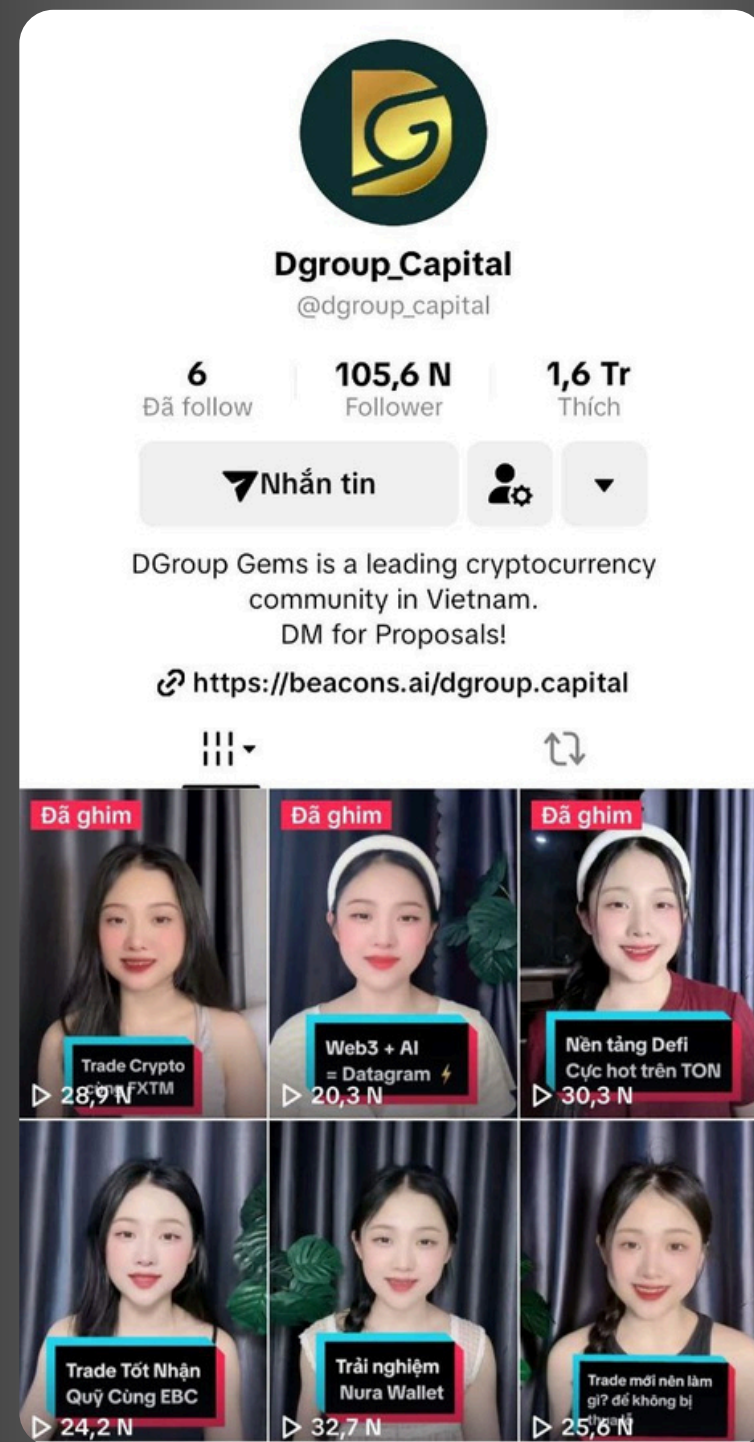 DG
Dgroup_Capital
@dgroup_capital
6
Đã follow
105,6 N
Follower
1,6 Tr
Thích
Nhắn tin
DGroup Gems is a leading cryptocurrency
community in Vietnam.
DM for Proposals!
https://beacons.ai/dgroup.capital
Đã ghim
Trade Crypto
cùng FXTM
28,9 N
Đã ghim
Web3 + AI
= Datagram ⚡
20,3 N
Đã ghim
Nền tảng Defi
Cực hot trên TON
30,3 N
Trade Tốt Nhận
Quỹ Cùng EBC
24,2 N
Trải nghiệm
Nura Wallet
32,7 N
Trade mới nên làm
gì? để không bị
thua lỗ
25,6 N